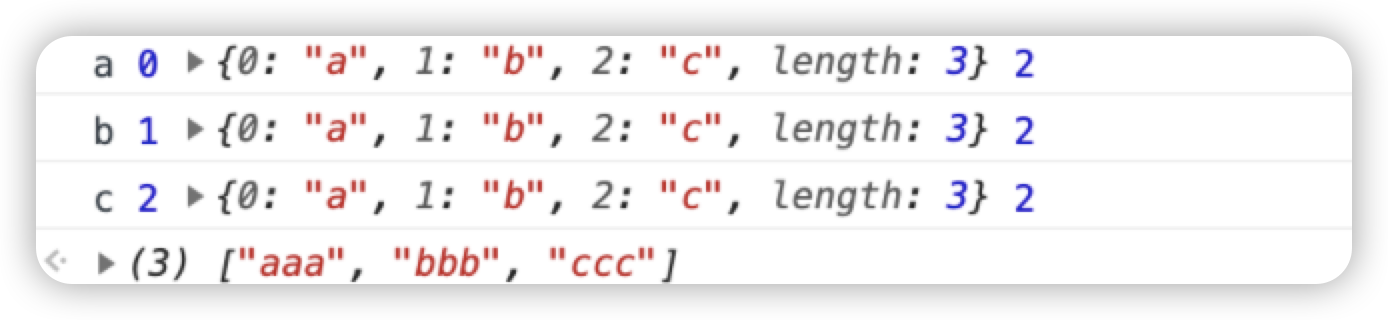 a 0 ▶{0: "a", 1: "b", 2: "c", length: 3} 2
b 1 ▶{0: "a", 1: "b", 2: "c", length: 3} 2
c 2 ▶{0: "a", 1: "b", 2: "c", length: 3} 2
▶(3) ["aaa", "bbb", "ccc"]